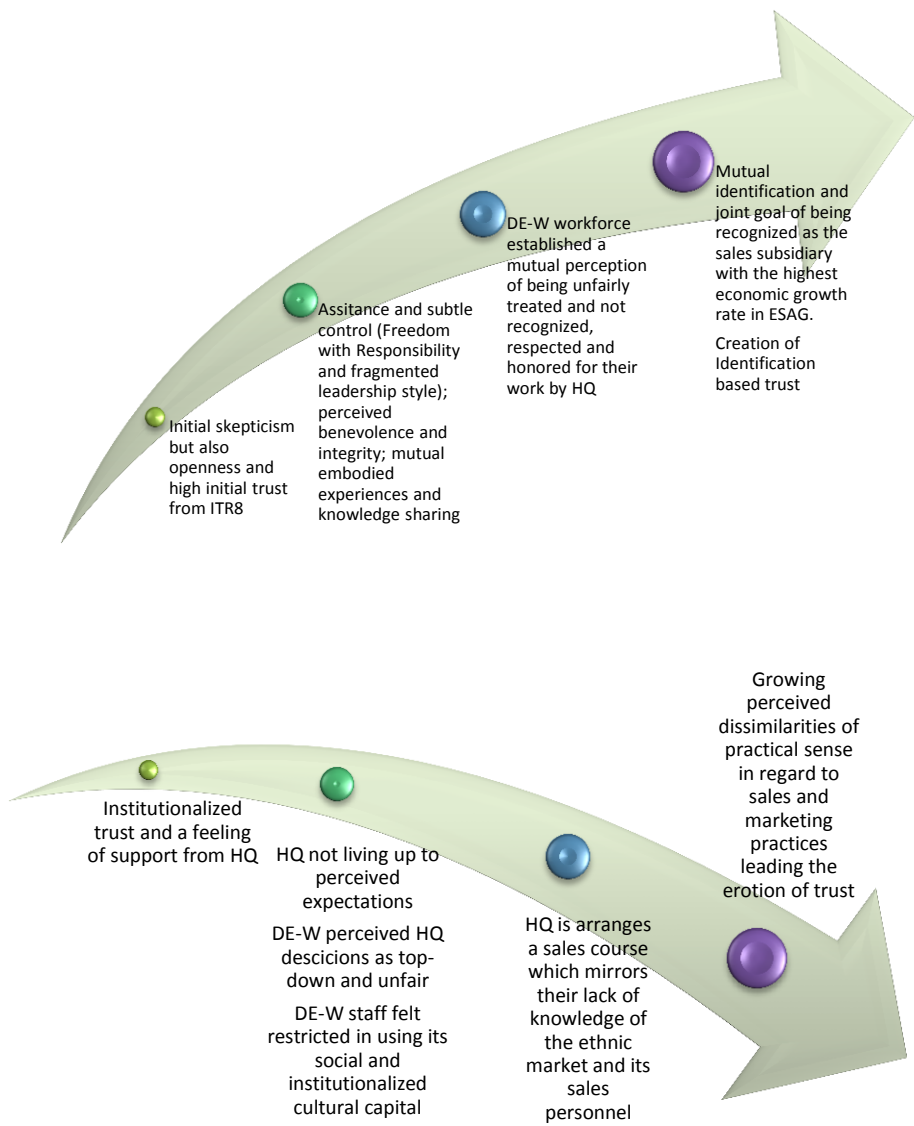 Initial skepticism
but also
openness and
high initial trust
from ITR8
Assitance and subtle
control (Freedom
with Responsibility
and fragmented
leadership style);
perceived
benevolence and
integrity; mutual
embodied
experiences and
knowledge sharing
DE-W workforce
established a
mutual perception
of being unfairly
treated and not
recognized,
respected and
honored for their
work by HQ
Mutual
identification and
joint goal of being
recognized as the
sales subsidiary
with the highest
economic growth
rate in ESAG.
Creation of
Identification
based trust
Institutionalized
trust and a feeling
of support from HQ
HQ not living up to
perceived
expectations
DE-W perceived HQ
descicions as top-
down and unfair
DE-W staff felt
restricted in using its
social and
institutionalized
cultural capital
HQ is arranges
a sales course
which mirrors
their lack of
knowledge of
the ethnic
market and its
sales
personnel
Growing
perceived
dissimilarities of
practical sense
in regard to
sales and
marketing
practices
leading the
erotion of trust